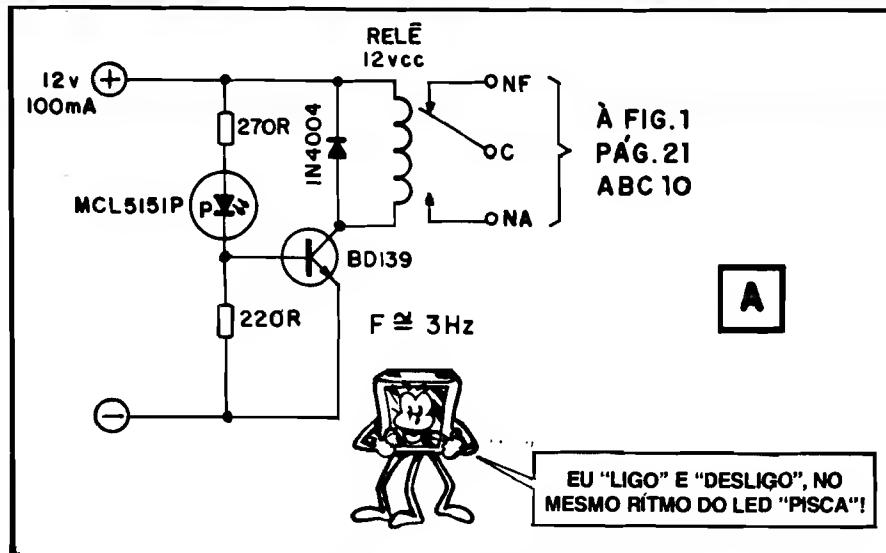 RELĒ
12vcc
12v
100mA
270R
1N4004
MCL5151P
P
BD139
220R
NF
C
NA
À FIG.1
PÁG.21
ABC 10
F ≅ 3Hz
A
EU "LIGO" E "DESLIGO", NO
MESMO RÍTMO DO LED "PISCA"!